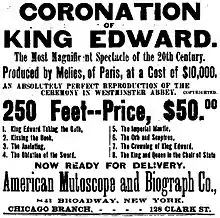 CORONATION
OF
KING EDWARD.
The Most Magnificent Spectacle of the 20th Century.
Produced by Melies, of Paris, at a Cost of $10,000,
AN ABSOLUTELY PERFECT REPRODUCTION OF THE
CEREMONY IN WESTMINSTER ABBEY.
250 Feet--Price, $50.00
1. King Edward Taking the Oath,
2. Kissing the Book,
3. The Anointing,
4. The Oblation of the Sword.
5. The Imperial Mantle,
6. The Orb and Sceptres,
7. The Crowning of King Edward.
8. The King and Queen in the Chair of State
NOW READY FOR DELIVERY.
American Mutoscope and Biograph Co.,
841 BROADWAY, NEW YORK.
CHICAGO BRANCH, - - - 128 CLARK ST.